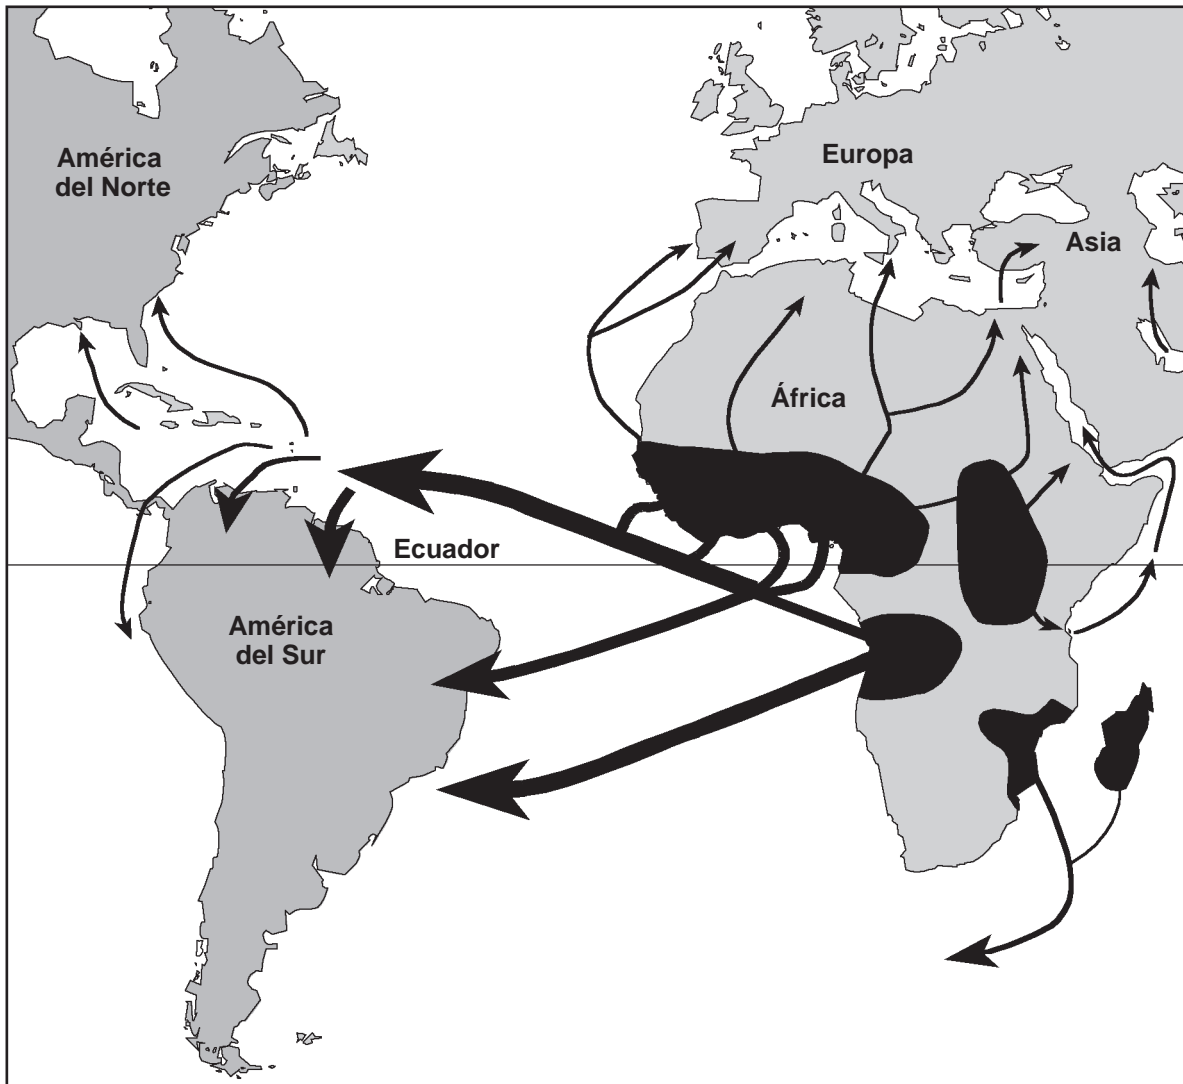 América
del Norte
Europa
Asia
África
Ecuador
América
del Sur